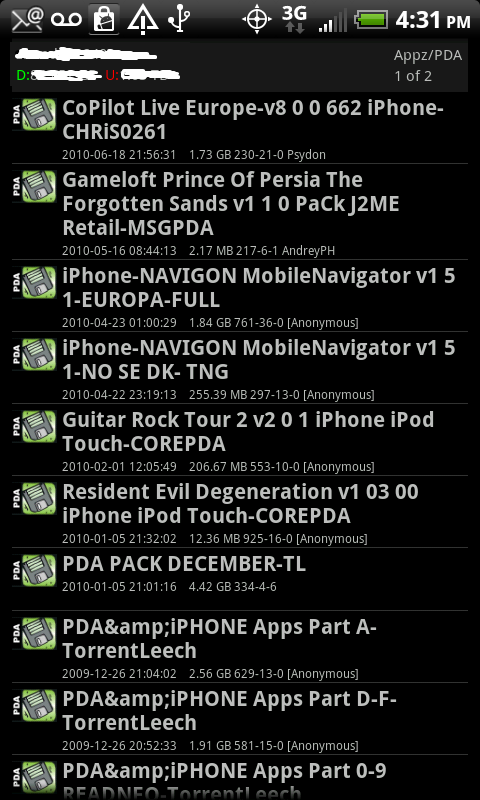 3G
4:31 PM
Appz/PDA
D:
U:
1 of 2
PDA
CoPilot Live Europe-v8 0 0 662 iPhone-
CHRiS0261
2010-06-18 21:56:31 1.73 GB 230-21-0 Psydon
PDA
Gameloft Prince Of Persia The
Forgotten Sands v1 1 0 PaCk J2ME
Retail-MSGPDA
2010-05-16 08:44:13 2.17 MB 217-6-1 AndreyPH
PDA
iPhone-NAVIGON MobileNavigator v1 5
1-EUROPA-FULL
2010-04-23 01:00:29 1.84 GB 761-36-0 [Anonymous]
PDA
iPhone-NAVIGON MobileNavigator v1 5
1-NO SE DK- TNG
2010-04-22 23:19:13 255.39 MB 297-13-0 [Anonymous]
PDA
Guitar Rock Tour 2 v2 0 1 iPhone iPod
Touch-COREPDA
2010-02-01 12:05:49 206.67 MB 553-10-0 [Anonymous]
PDA
Resident Evil Degeneration v1 03 00
iPhone iPod Touch-COREPDA
2010-01-05 21:32:02 12.36 MB 925-16-0 [Anonymous]
PDA
PDA PACK DECEMBER-TL
2010-01-05 21:01:16 4.42 GB 334-4-6
PDA
PDA&amp;iPHONE Apps Part A-
TorrentLeech
2009-12-26 21:04:02 2.56 GB 629-13-0 [Anonymous]
PDA
PDA&amp;iPHONE Apps Part D-F-
TorrentLeech
2009-12-26 20:52:33 1.91 GB 581-15-0 [Anonymous]
PDA
PDA&amp;iPHONE Apps Part 0-9
READNFO-TorrentLeech